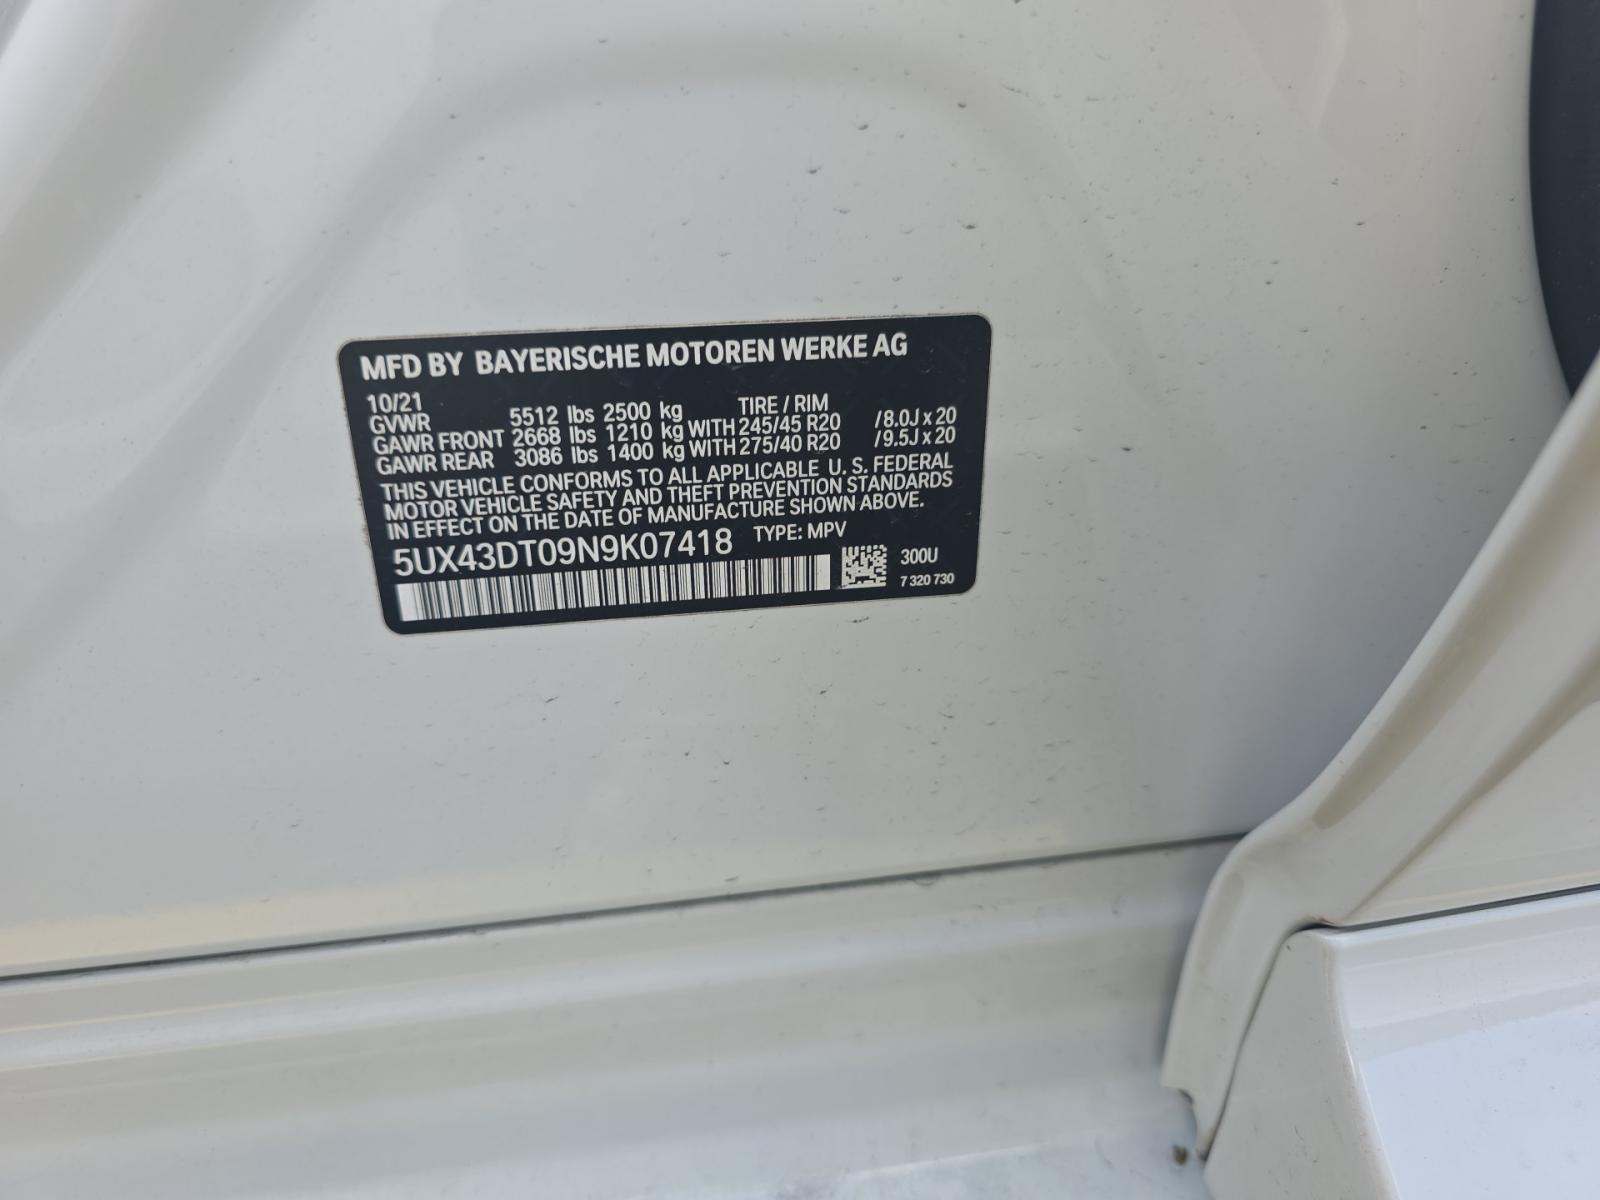 MFD BY BAYERISCHE MOTOREN WERKE AG
10/21 TIRE / RIM
GVWR 5512 lbs 2500 kg
GAWR FRONT 2668 lbs 1210 kg WITH 245/45 R20 /8.0J x 20
GAWR REAR 3086 lbs 1400 kg WITH 275/40 R20 /9.5J x 20
THIS VEHICLE CONFORMS TO ALL APPLICABLE U. S. FEDERAL
MOTOR VEHICLE SAFETY AND THEFT PREVENTION STANDARDS
IN EFFECT ON THE DATE OF MANUFACTURE SHOWN ABOVE.
5UX43DT09N9K07418 TYPE: MPV
300U
7 320 730